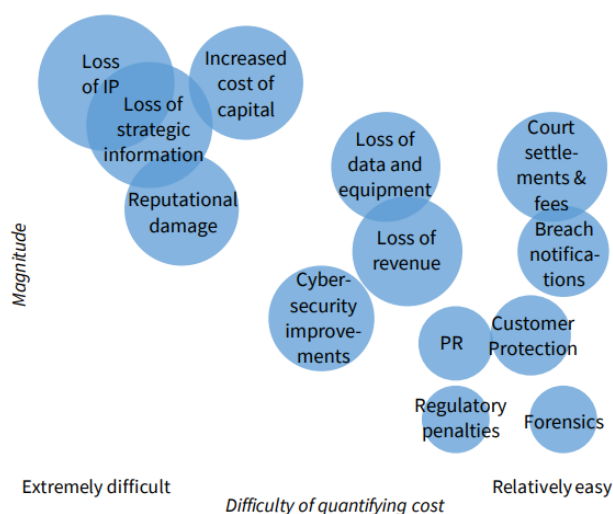 Loss
of IP
Increased
cost of
capital
Loss of
strategic
information
Reputational
damage
Loss of
data and
equipment
Court
settle-
ments &
fees
Loss of
revenue
Breach
notifica-
tions
Cyber-
security
improve-
ments
PR
Customer
Protection
Regulatory
penalties
Forensics
Magnitude
Extremely difficult
Relatively easy
Difficulty of quantifying cost